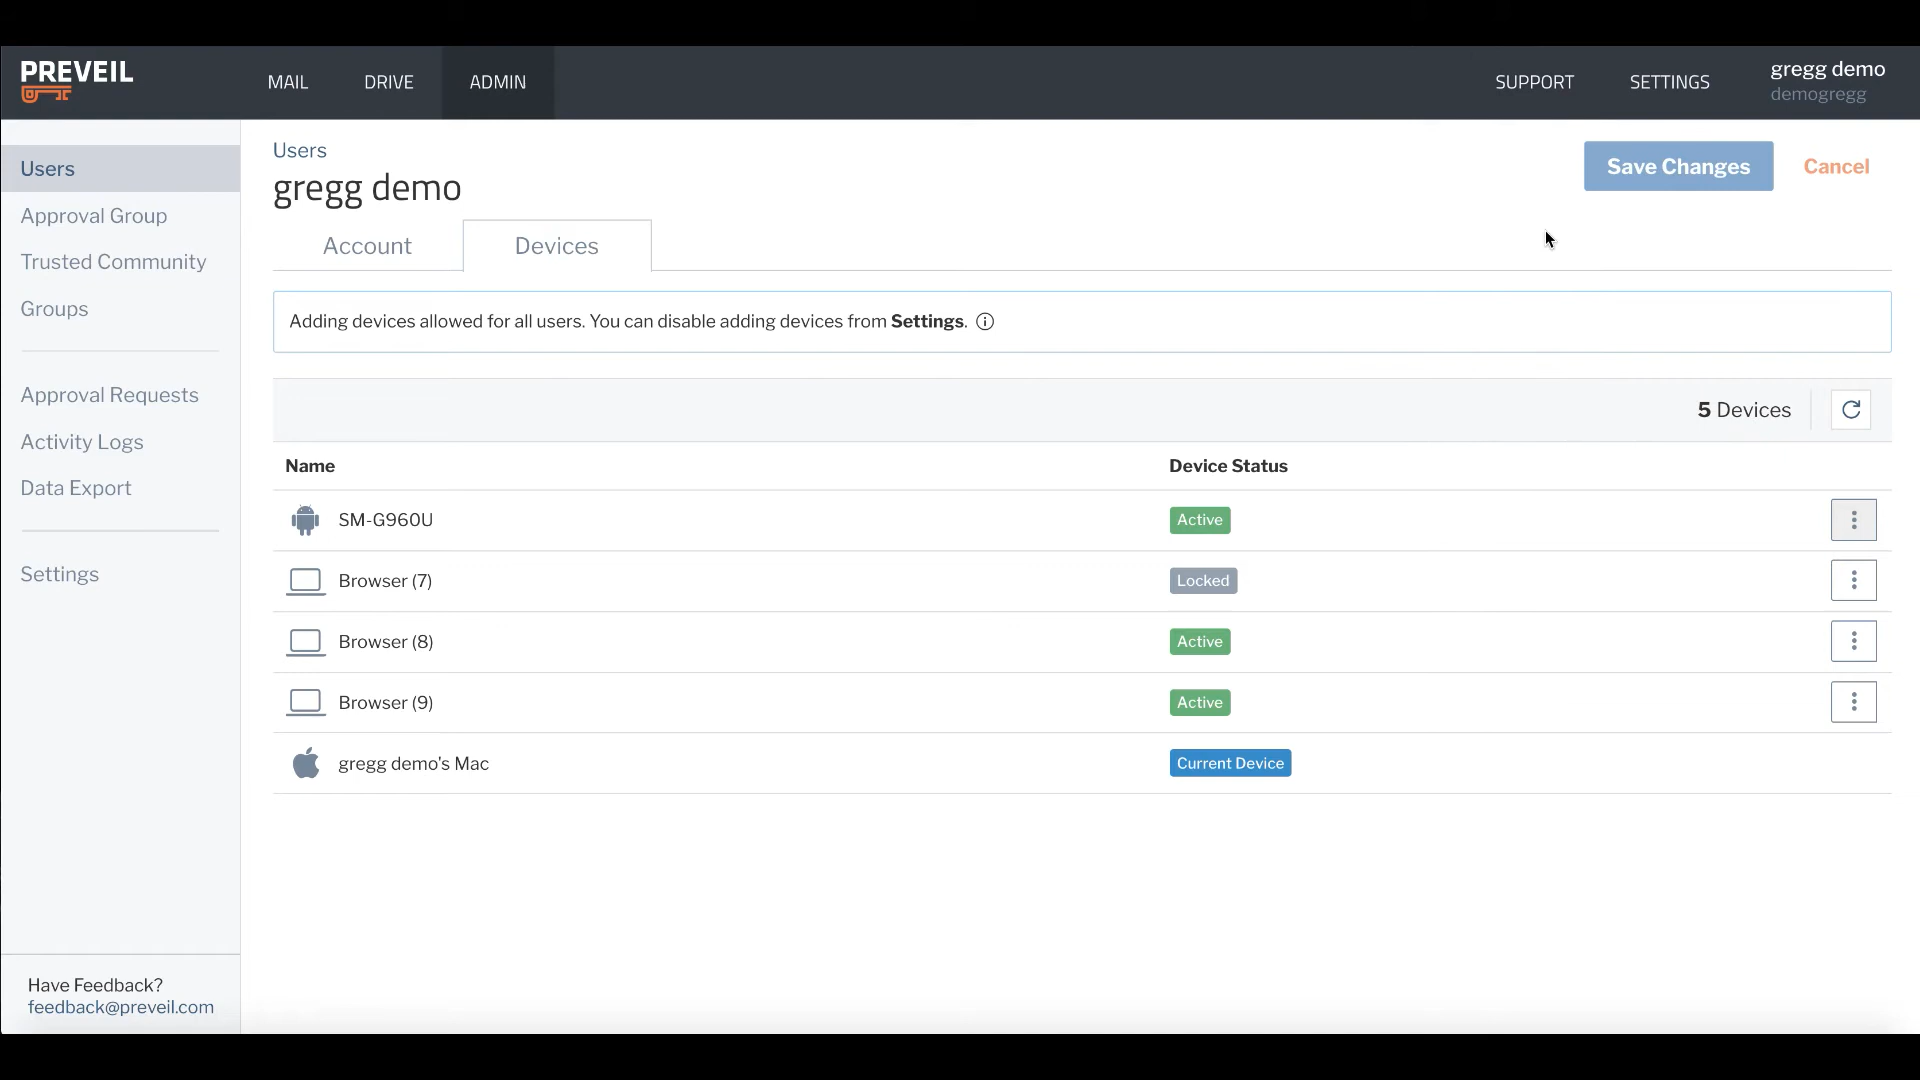 PREVEIL
MAIL
DRIVE
ADMIN
SUPPORT
SETTINGS
gregg demo
demogregg
Users
Approval Group
Trusted Community
Groups
Approval Requests
Activity Logs
Data Export
Settings
Have Feedback?
feedback@preveil.com
Users
gregg demo
Save Changes
Cancel
Account
Devices
Adding devices allowed for all users. You can disable adding devices from Settings.
5 Devices
Name
Device Status
SM-G960U
Active
Browser (7)
Locked
Browser (8)
Active
Browser (9)
Active
gregg demo's Mac
Current Device